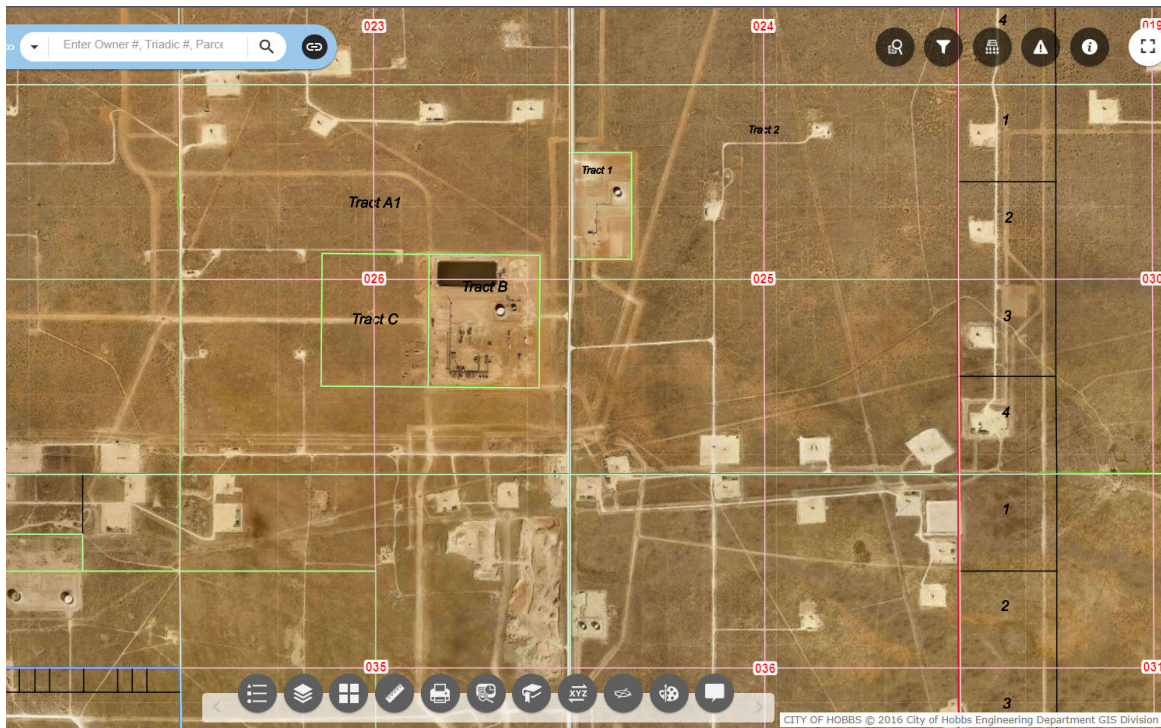 co
Enter Owner #, Triadic #, Parce
023
024
4
019
1
Tract 2
Tract 1
Tract A1
2
026
025
030
Tract B
Tract C
3
4
1
2
035
036
031
3
XYZ
CITY OF HOBBS © 2016 City of Hobbs Engineering Department GIS Division